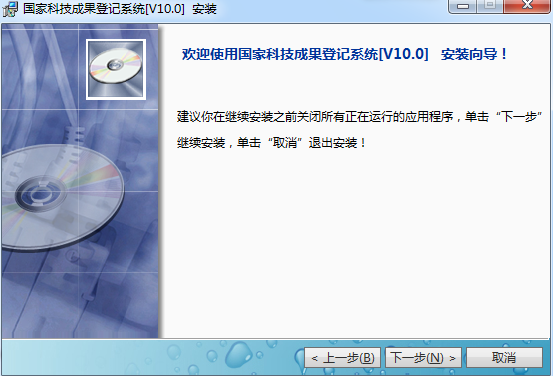 国家科技成果登记系统[V10.0] 安装
欢迎使用国家科技成果登记系统[V10.0] 安装向导！
建议你在继续安装之前关闭所有正在运行的应用程序，单击“下一步”
继续安装，单击“取消”退出安装！
< 上一步(B) 下一步(N) > 取消